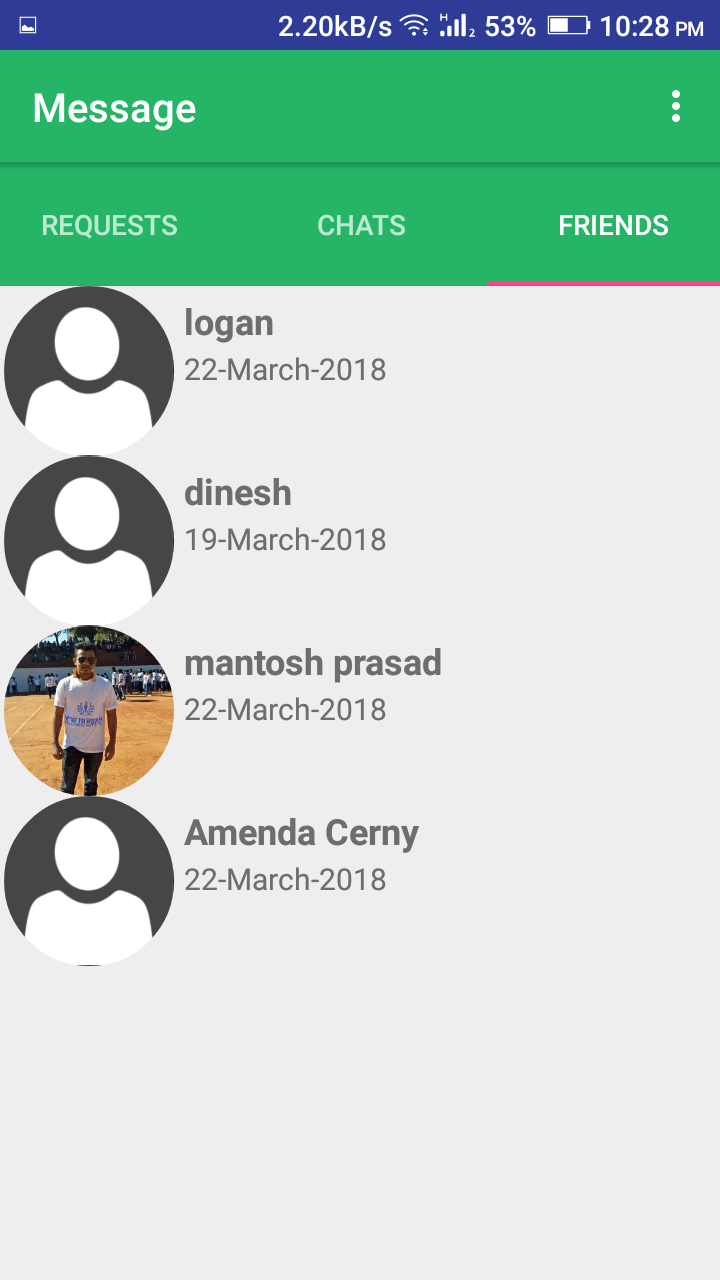 2.20kB/s H 2 53% 10:28 PM
Message
REQUESTS CHATS FRIENDS
logan
22-March-2018
dinesh
19-March-2018
mantosh prasad
22-March-2018
Amenda Cerny
22-March-2018